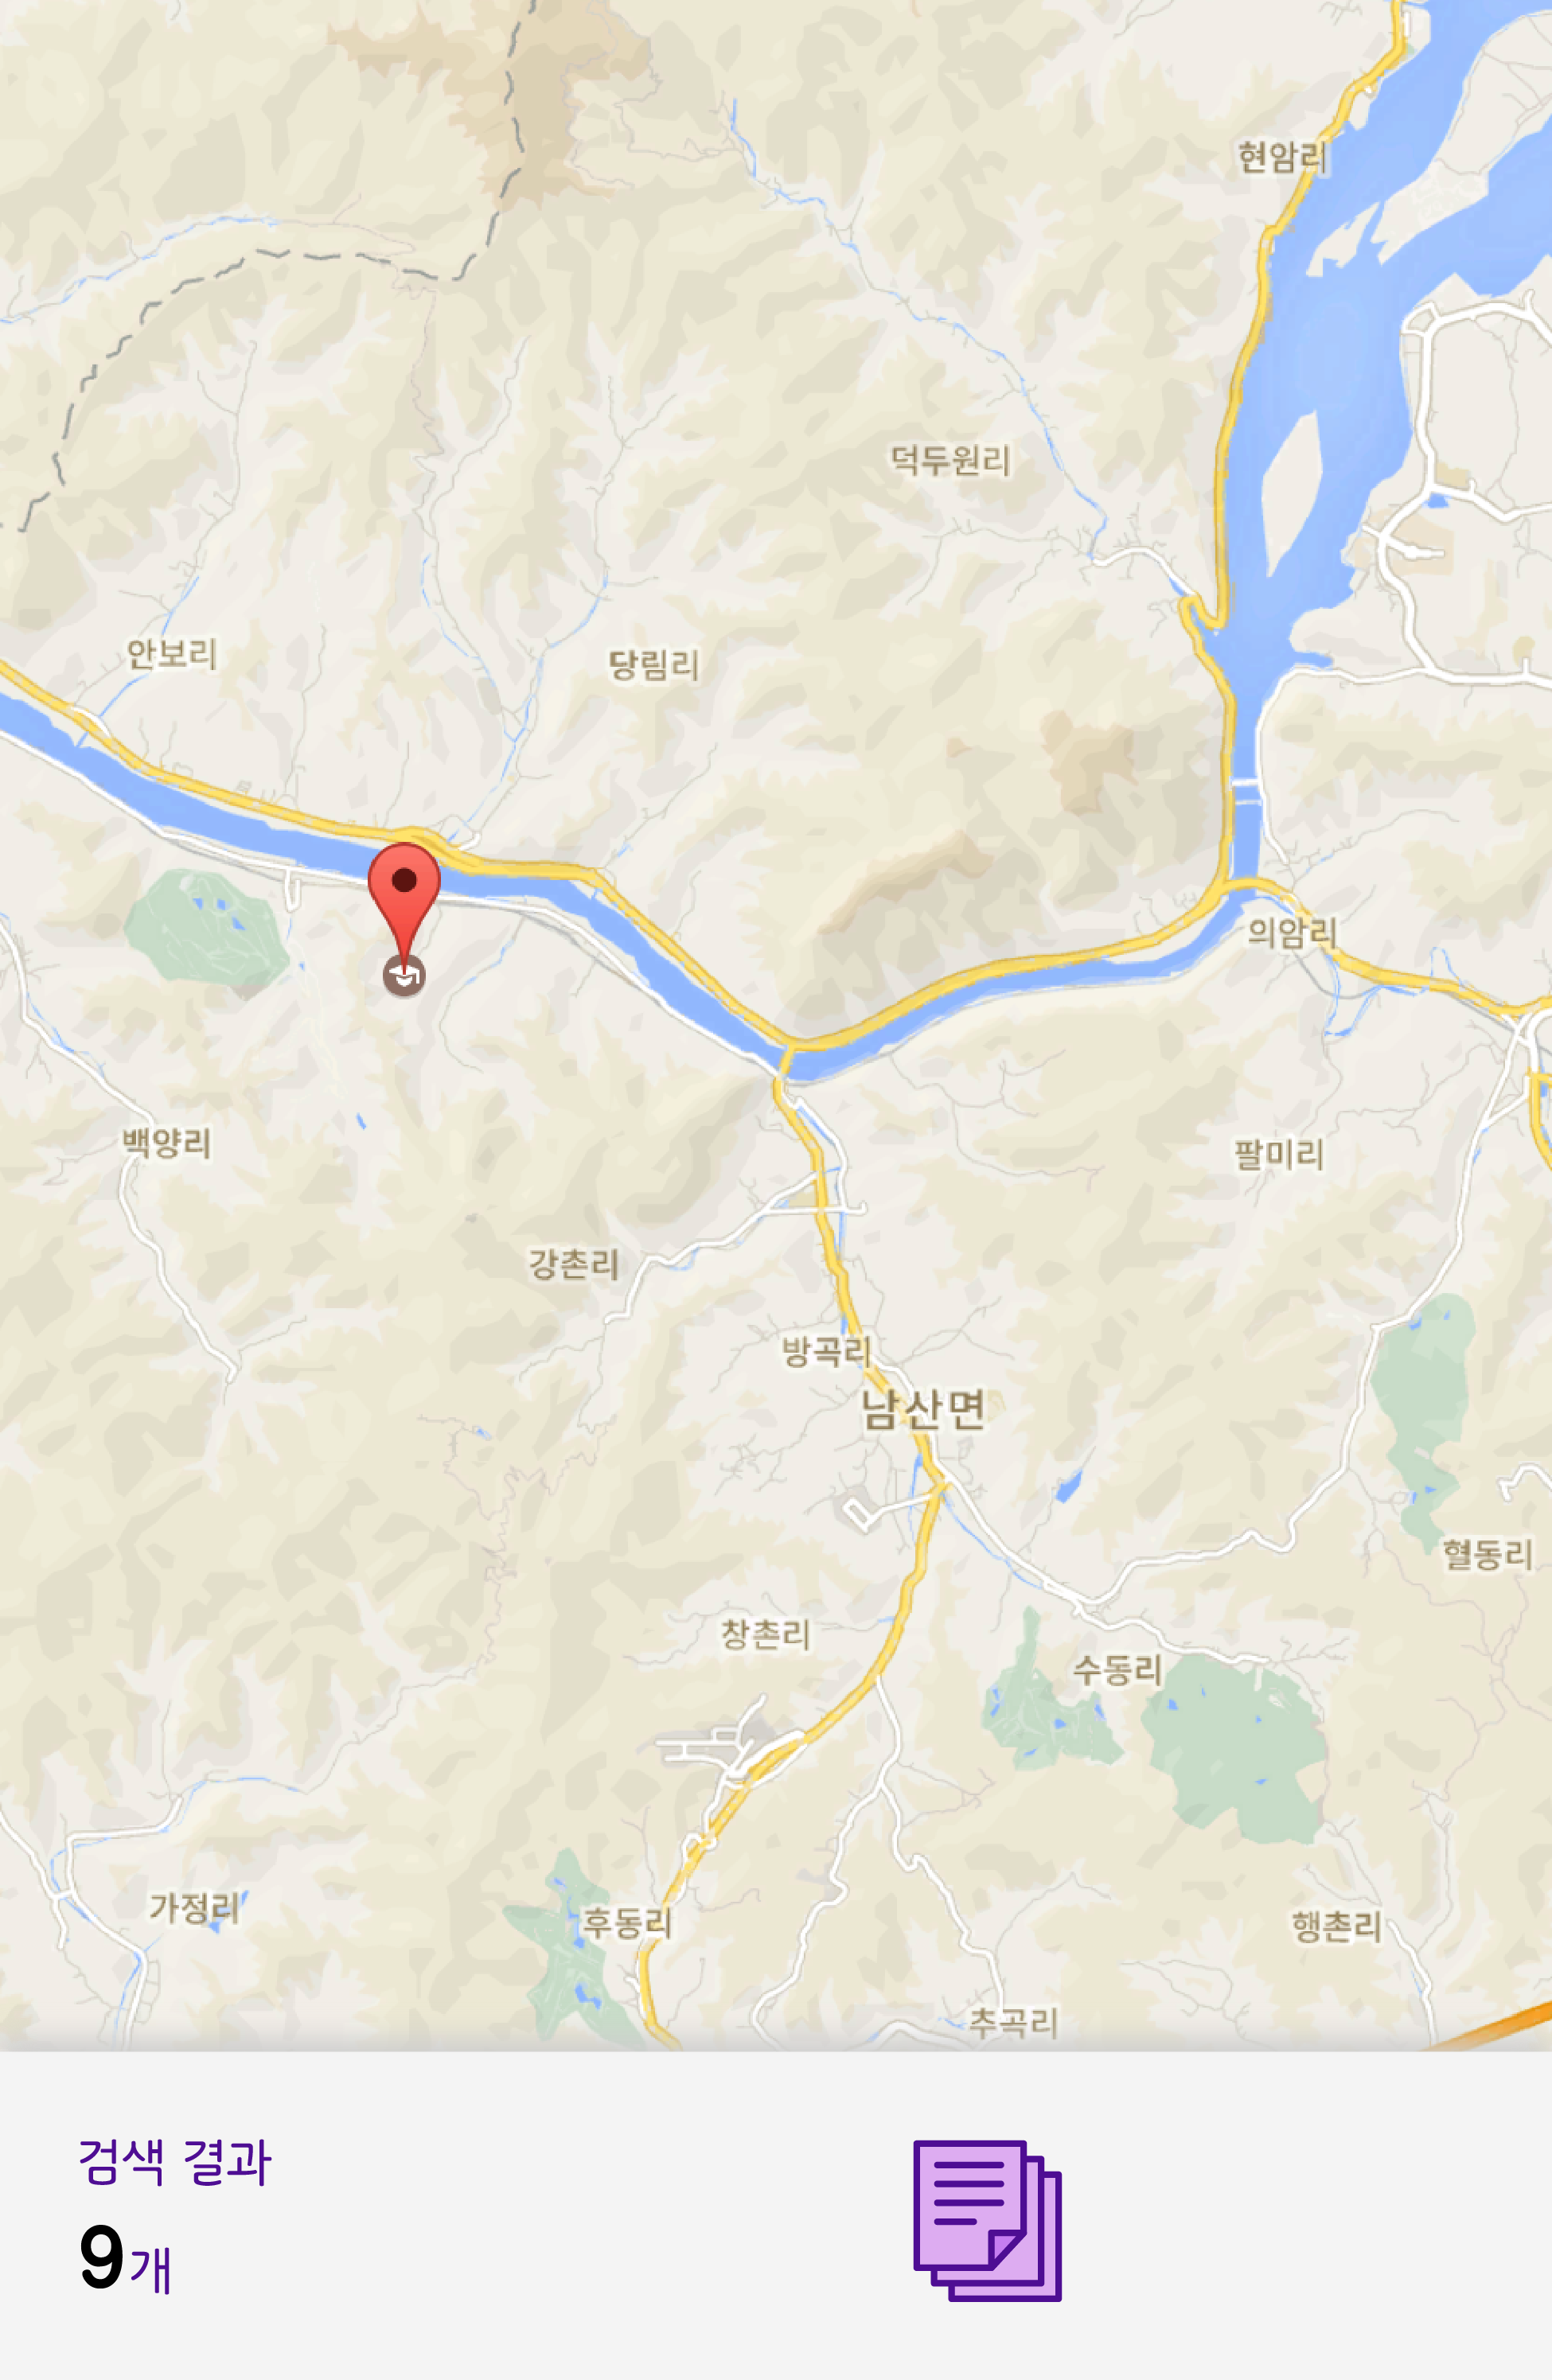 현암리
덕두원리
안보리
당림리
의암리
백양리
팔미리
강촌리
방곡리
남산면
혈동리
창촌리
수동리
가정리
후동리
행촌리
추곡리
검색 결과
9개